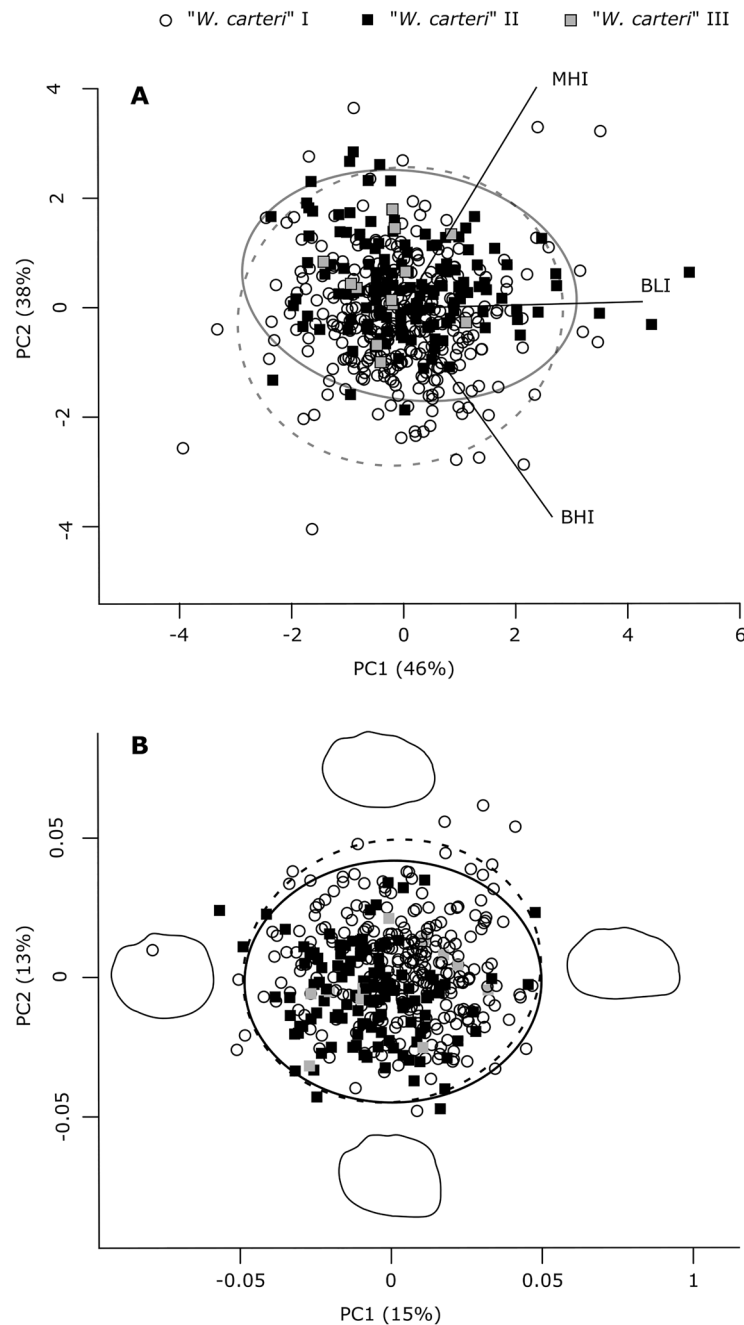 "W. carteri" I "W. carteri" II "W. carteri" III
A
MHI
BLI
BHI
4
2
0
-2
-4
PC2 (38%)
-4 -2 0 2 4 6
PC1 (46%)
B
0.05
0
-0.05
PC2 (13%)
-0.05 0 0.05 1
PC1 (15%)